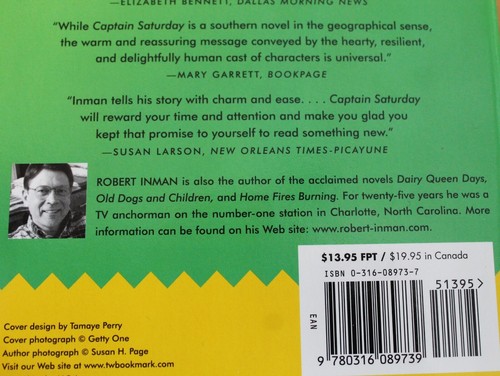 —ELIZABETH BENNETT, DALLAS MORNING NEWS
“While Captain Saturday is a southern novel in the geographical sense,
the warm and reassuring message conveyed by the hearty, resilient,
and delightfully human cast of characters is universal.”
—MARY GARRETT, BOOKPAGE
“Inman tells his story with charm and ease. . . . Captain Saturday
will reward your time and attention and make you glad you
kept that promise to yourself to read something new.”
—SUSAN LARSON, NEW ORLEANS TIMES-PICAYUNE
ROBERT INMAN is also the author of the acclaimed novels Dairy Queen Days,
Old Dogs and Children, and Home Fires Burning. For twenty-five years he was a
TV anchorman on the number-one station in Charlotte, North Carolina. More
information can be found on his Web site: www.robert-inman.com.
$13.95 FPT / $19.95 in Canada
ISBN 0-316-08973-7
51395>
EAN
9 780316 089739
Cover design by Tamaye Perry
Cover photograph © Getty One
Author photograph © Susan H. Page
Visit our Web site at www.twbookmark.com